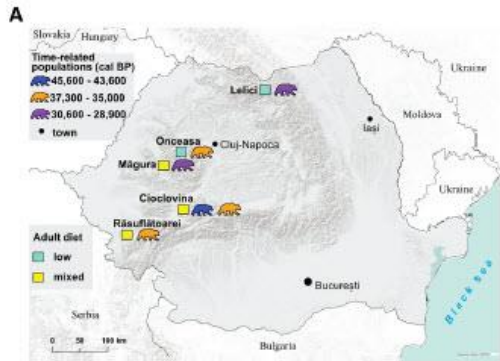 A
Slovakia
Hungary
Time-related
populations (cal BP)
45,600 - 43,600
37,300 - 35,000
30,600 - 28,900
town
Ukraine
Lelici
Iași
Moldova
Onceasa
Cluj-Napoca
Măgura
Ukraine
Cioclovina
Răsuflătoarei
Adult diet
low
mixed
București
Black Sea
Serbia
0 50 100 km
Bulgaria